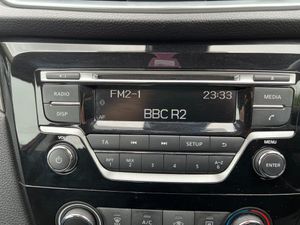 RADIO
FM2-1 23:33
MEDIA
DISP
AF
BBC R2
VOL
TA
SETUP
A-Z
MENU
1 RPT
2 MIX
3
4
5
6
ENTER
A/C